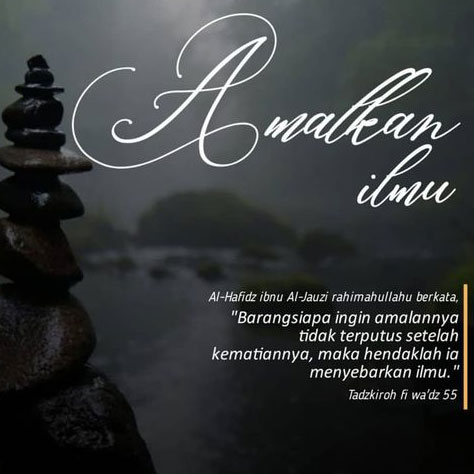 Amalkan
ilmu
Al-Hafidz ibnu Al-Jauzi rahimahullahu berkata,
"Barangsiapa ingin amalannya
tidak terputus setelah
kematiannya, maka hendaklah ia
menyebarkan ilmu."
Tadzkiroh fi wa'dz 55